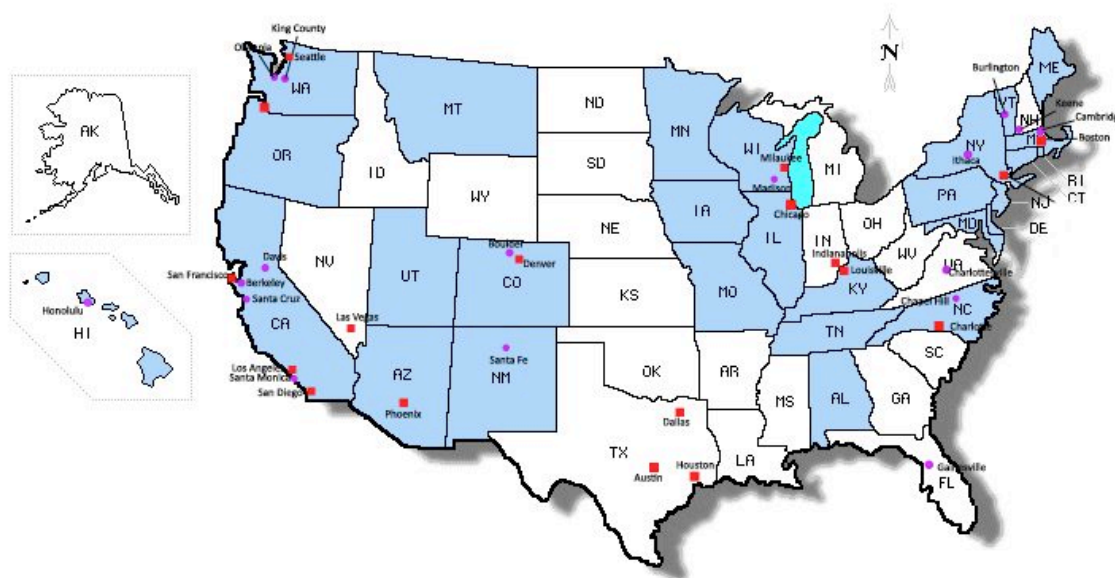 King County
Olympia
Seattle
WA
AK
OR
MT
ID
WY
ND
SD
NE
KS
MN
IA
MO
WI
Milaukee
Madison
Chicago
IL
MI
N
Burlington
ME
VT
Keene
NH
Cambridge
Boston
NY
Ithaca
RI
CT
NJ
DE
PA
MD
OH
WV
VA
Charlottesville
IN
Indianapolis
Louisville
KY
Chapel Hill
NC
Charlotte
TN
SC
GA
AL
MS
AR
LA
FL
Gainesville
Davis
San Francisco
Berkeley
Santa Cruz
CA
NV
Las Vegas
UT
Boulder
Denver
CO
Honolulu
HI
Los Angeles
Santa Monica
San Diego
AZ
Phoenix
Santa Fe
NM
OK
TX
Dallas
Austin
Houston